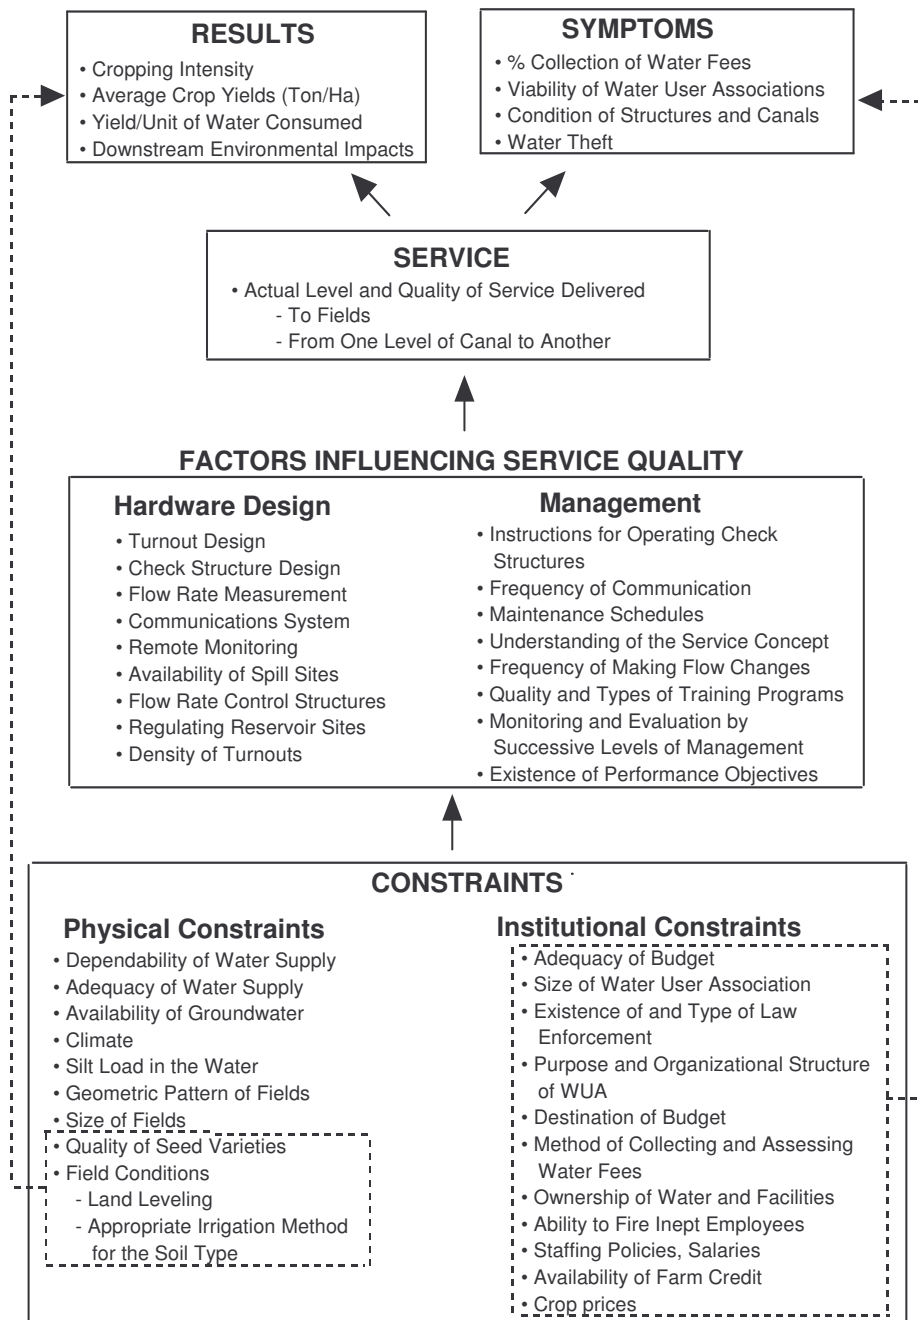 RESULTS
• Cropping Intensity
• Average Crop Yields (Ton/Ha)
• Yield/Unit of Water Consumed
• Downstream Environmental Impacts
SYMPTOMS
• % Collection of Water Fees
• Viability of Water User Associations
• Condition of Structures and Canals
• Water Theft
SERVICE
• Actual Level and Quality of Service Delivered
- To Fields
- From One Level of Canal to Another
FACTORS INFLUENCING SERVICE QUALITY
Hardware Design
• Turnout Design
• Check Structure Design
• Flow Rate Measurement
• Communications System
• Remote Monitoring
• Availability of Spill Sites
• Flow Rate Control Structures
• Regulating Reservoir Sites
• Density of Turnouts
Management
• Instructions for Operating Check
Structures
• Frequency of Communication
• Maintenance Schedules
• Understanding of the Service Concept
• Frequency of Making Flow Changes
• Quality and Types of Training Programs
• Monitoring and Evaluation by
Successive Levels of Management
• Existence of Performance Objectives
CONSTRAINTS
Physical Constraints
• Dependability of Water Supply
• Adequacy of Water Supply
• Availability of Groundwater
• Climate
• Silt Load in the Water
• Geometric Pattern of Fields
• Size of Fields
• Quality of Seed Varieties
• Field Conditions
- Land Leveling
- Appropriate Irrigation Method
for the Soil Type
Institutional Constraints
• Adequacy of Budget
• Size of Water User Association
• Existence of and Type of Law
Enforcement
• Purpose and Organizational Structure
of WUA
• Destination of Budget
• Method of Collecting and Assessing
Water Fees
• Ownership of Water and Facilities
• Ability to Fire Inept Employees
• Staffing Policies, Salaries
• Availability of Farm Credit
• Crop prices